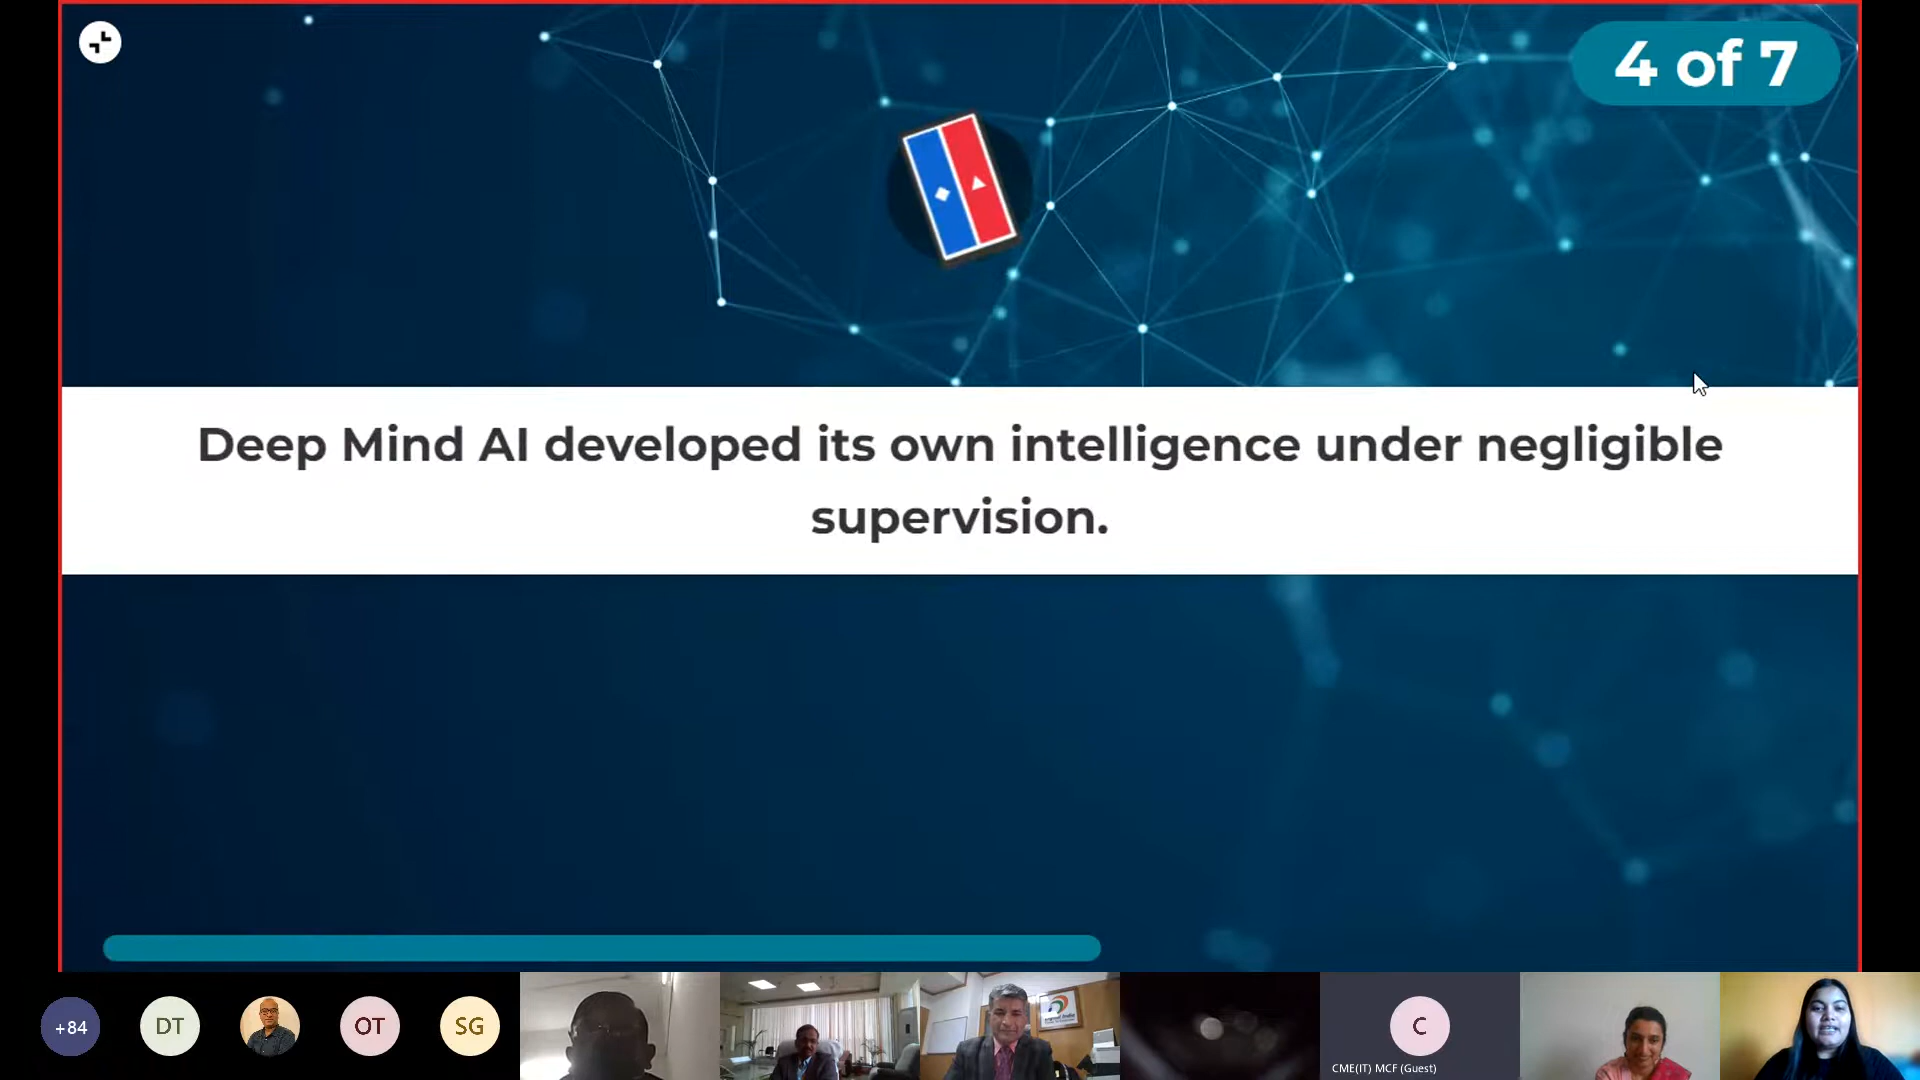 4 of 7
Deep Mind AI developed its own intelligence under negligible
supervision.
+84
DT
OT
SG
C
CME(IT) MCF (Guest)